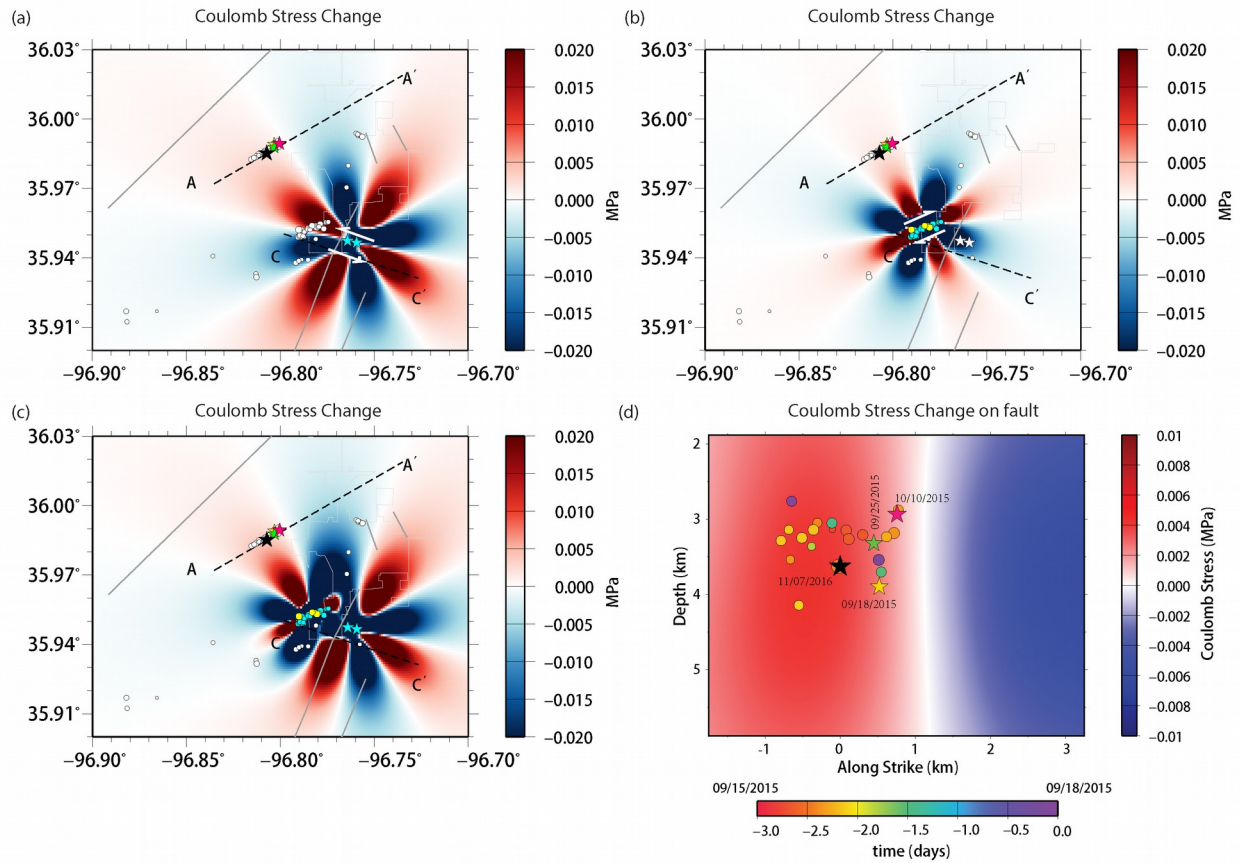 (a)
Coulomb Stress Change
36.03°
36.00°
35.97°
35.94°
35.91°
−96.90° −96.85° −96.80° −96.75° −96.70°
A
A´
C
C´
0.020
0.015
0.010
0.005
0.000
−0.005
−0.010
−0.015
−0.020
MPa
(b)
Coulomb Stress Change
36.03°
36.00°
35.97°
35.94°
35.91°
−96.90° −96.85° −96.80° −96.75° −96.70°
A
A´
C
C´
0.020
0.015
0.010
0.005
0.000
−0.005
−0.010
−0.015
−0.020
MPa
(c)
Coulomb Stress Change
36.03°
36.00°
35.97°
35.94°
35.91°
−96.90° −96.85° −96.80° −96.75° −96.70°
A
A´
C
C´
0.020
0.015
0.010
0.005
0.000
−0.005
−0.010
−0.015
−0.020
MPa
(d)
Coulomb Stress Change on fault
2
3
4
5
Depth (km)
09/25/2015
10/10/2015
11/07/2016
09/18/2015
-1 0 1 2 3
Along Strike (km)
0.01
0.008
0.006
0.004
0.002
0.000
−0.002
−0.004
−0.006
−0.008
−0.01
Coulomb Stress (MPa)
09/15/2015 09/18/2015
−3.0 −2.5 −2.0 −1.5 −1.0 −0.5 0.0
time (days)